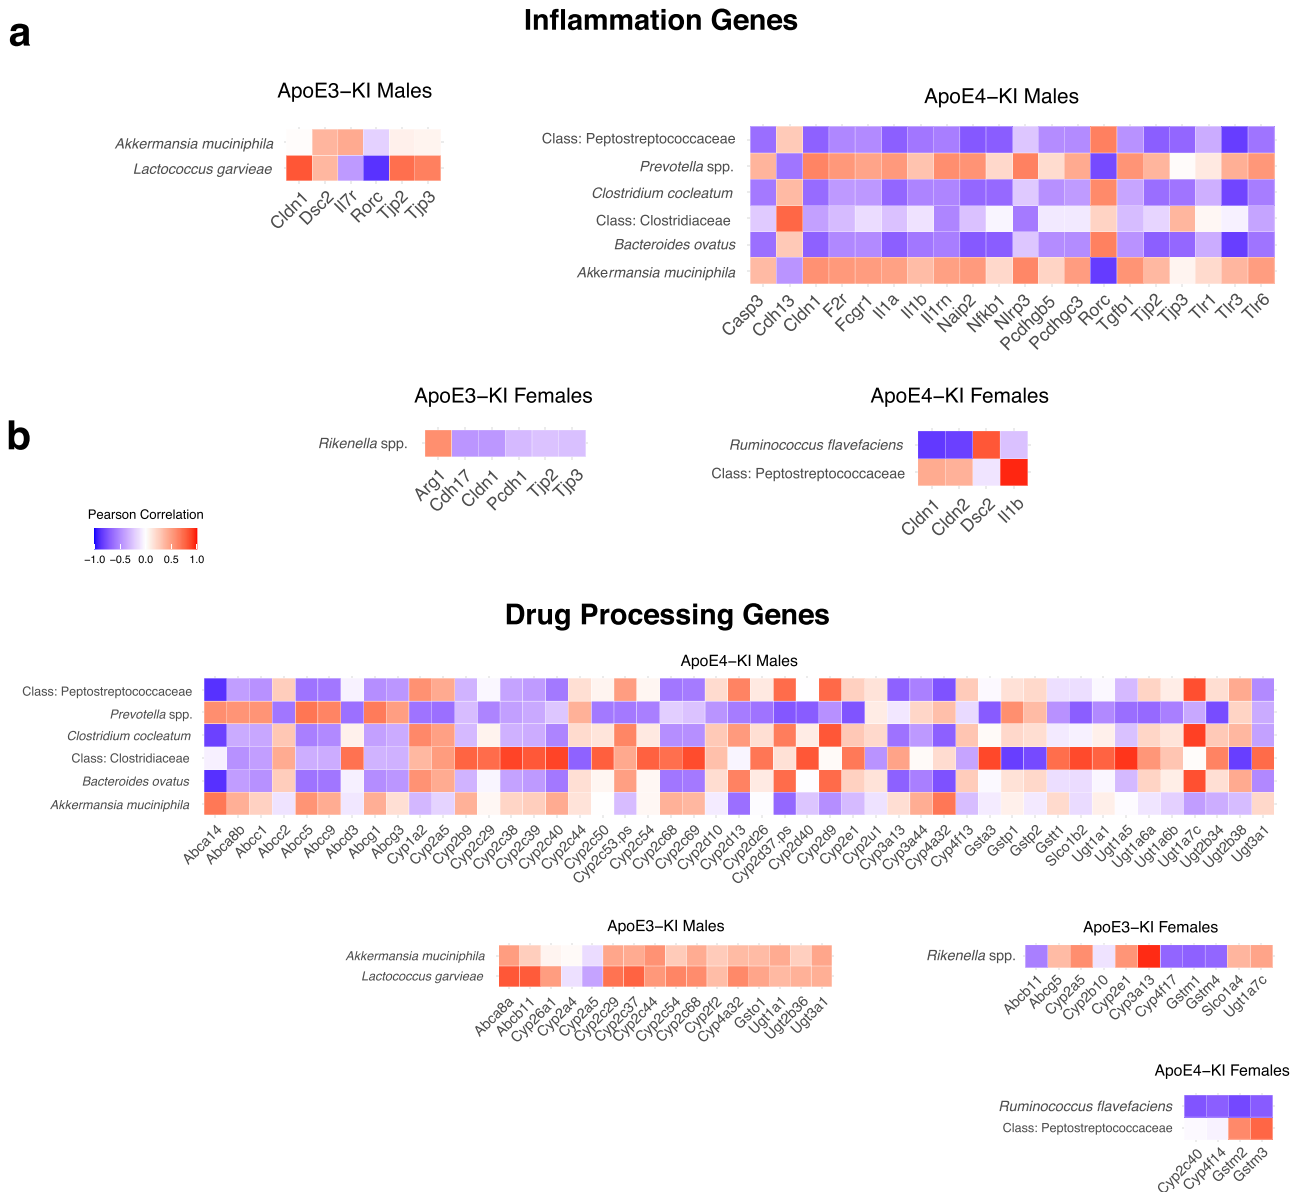 a
Inflammation Genes
ApoE3−KI Males
Akkermansia muciniphila
Lactococcus garvieae
Cldn1 Dsc2 Il7r Rorc Tjp2 Tjp3
ApoE4−KI Males
Class: Peptostreptococcaceae
Prevotella spp.
Clostridium cocleatum
Class: Clostridiaceae
Bacteroides ovatus
Akkermansia muciniphila
Casp3 Cdh13 Cldn1 F2r Fcgr1 Il1a Il1b Il1rn Naip2 Nfkb1 Nlrp3 Pcdhgb5 Pcdhgc3 Rorc Tgfb1 Tjp2 Tjp3 Tlr1 Tlr3 Tlr6
b
ApoE3−KI Females
Rikenella spp.
Arg1 Cdh17 Cldn1 Pcdh1 Tjp2 Tjp3
ApoE4−KI Females
Ruminococcus flavefaciens
Class: Peptostreptococcaceae
Cldn1 Cldn2 Dsc2 Il1b
Pearson Correlation
−1.0 −0.5 0.0 0.5 1.0
Drug Processing Genes
ApoE4−KI Males
Class: Peptostreptococcaceae
Prevotella spp.
Clostridium cocleatum
Class: Clostridiaceae
Bacteroides ovatus
Akkermansia muciniphila
Abca14 Abca8b Abcc1 Abcc2 Abcc5 Abcc9 Abcd3 Abcg1 Abcg3 Cyp1a2 Cyp2a5 Cyp2b9 Cyp2c29 Cyp2c38 Cyp2c39 Cyp2c40 Cyp2c44 Cyp2c50 Cyp2c53.ps Cyp2c54 Cyp2c68 Cyp2c69 Cyp2d10 Cyp2d13 Cyp2d26 Cyp2d37.ps Cyp2d40 Cyp2d9 Cyp2e1 Cyp2u1 Cyp3a13 Cyp3a44 Cyp4a32 Cyp4f13 Gsta3 Gstp1 Gstp2 Gstt1 Slco1b2 Ugt1a1 Ugt1a5 Ugt1a6a Ugt1a6b Ugt1a7c Ugt2b34 Ugt2b38 Ugt3a1
ApoE3−KI Males
Akkermansia muciniphila
Lactococcus garvieae
Abca8a Abcb11 Cyp26a1 Cyp2a4 Cyp2a5 Cyp2c29 Cyp2c37 Cyp2c44 Cyp2c54 Cyp2c68 Cyp2f2 Cyp4a32 Gsto1 Ugt1a1 Ugt2b36 Ugt3a1
ApoE3−KI Females
Rikenella spp.
Abcb11 Abcg5 Cyp2a5 Cyp2b10 Cyp2e1 Cyp3a13 Cyp4f17 Gstm1 Gstm4 Slco1a4 Ugt1a7c
ApoE4−KI Females
Ruminococcus flavefaciens
Class: Peptostreptococcaceae
Cyp2c40 Cyp4f14 Gstm2 Gstm3